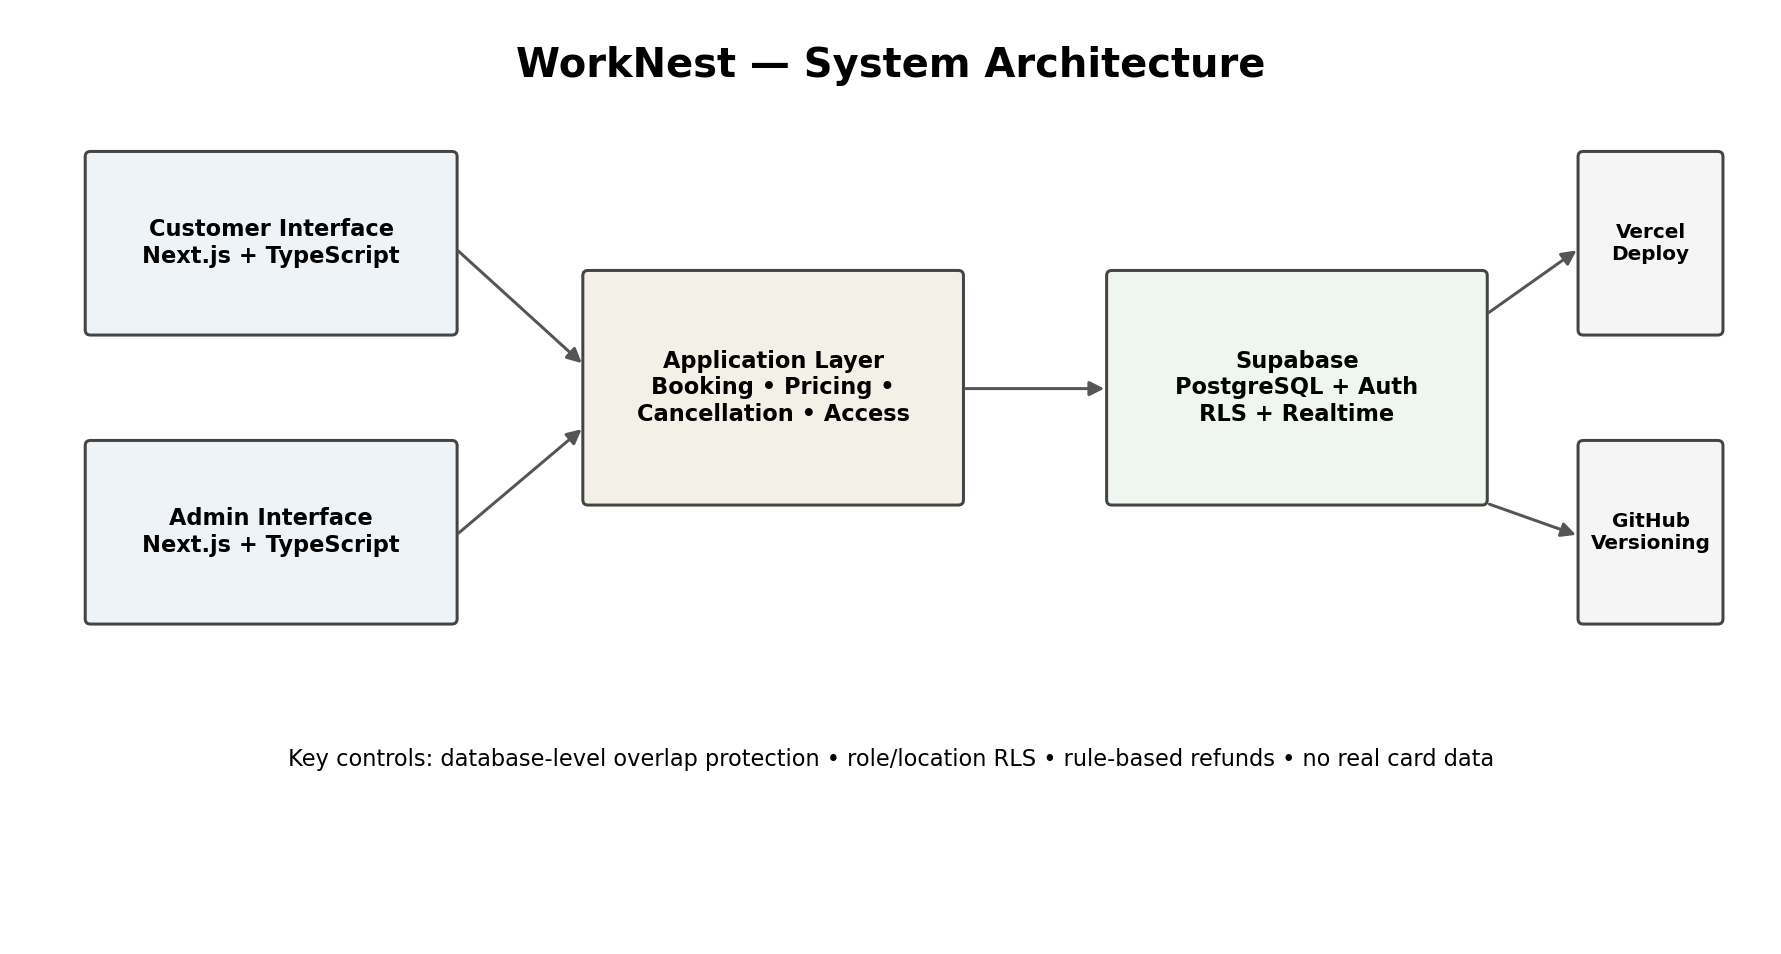 WorkNest — System Architecture
Customer Interface
Next.js + TypeScript
Admin Interface
Next.js + TypeScript
Application Layer
Booking • Pricing •
Cancellation • Access
Supabase
PostgreSQL + Auth
RLS + Realtime
Vercel
Deploy
GitHub
Versioning
Key controls: database-level overlap protection • role/location RLS • rule-based refunds • no real card data